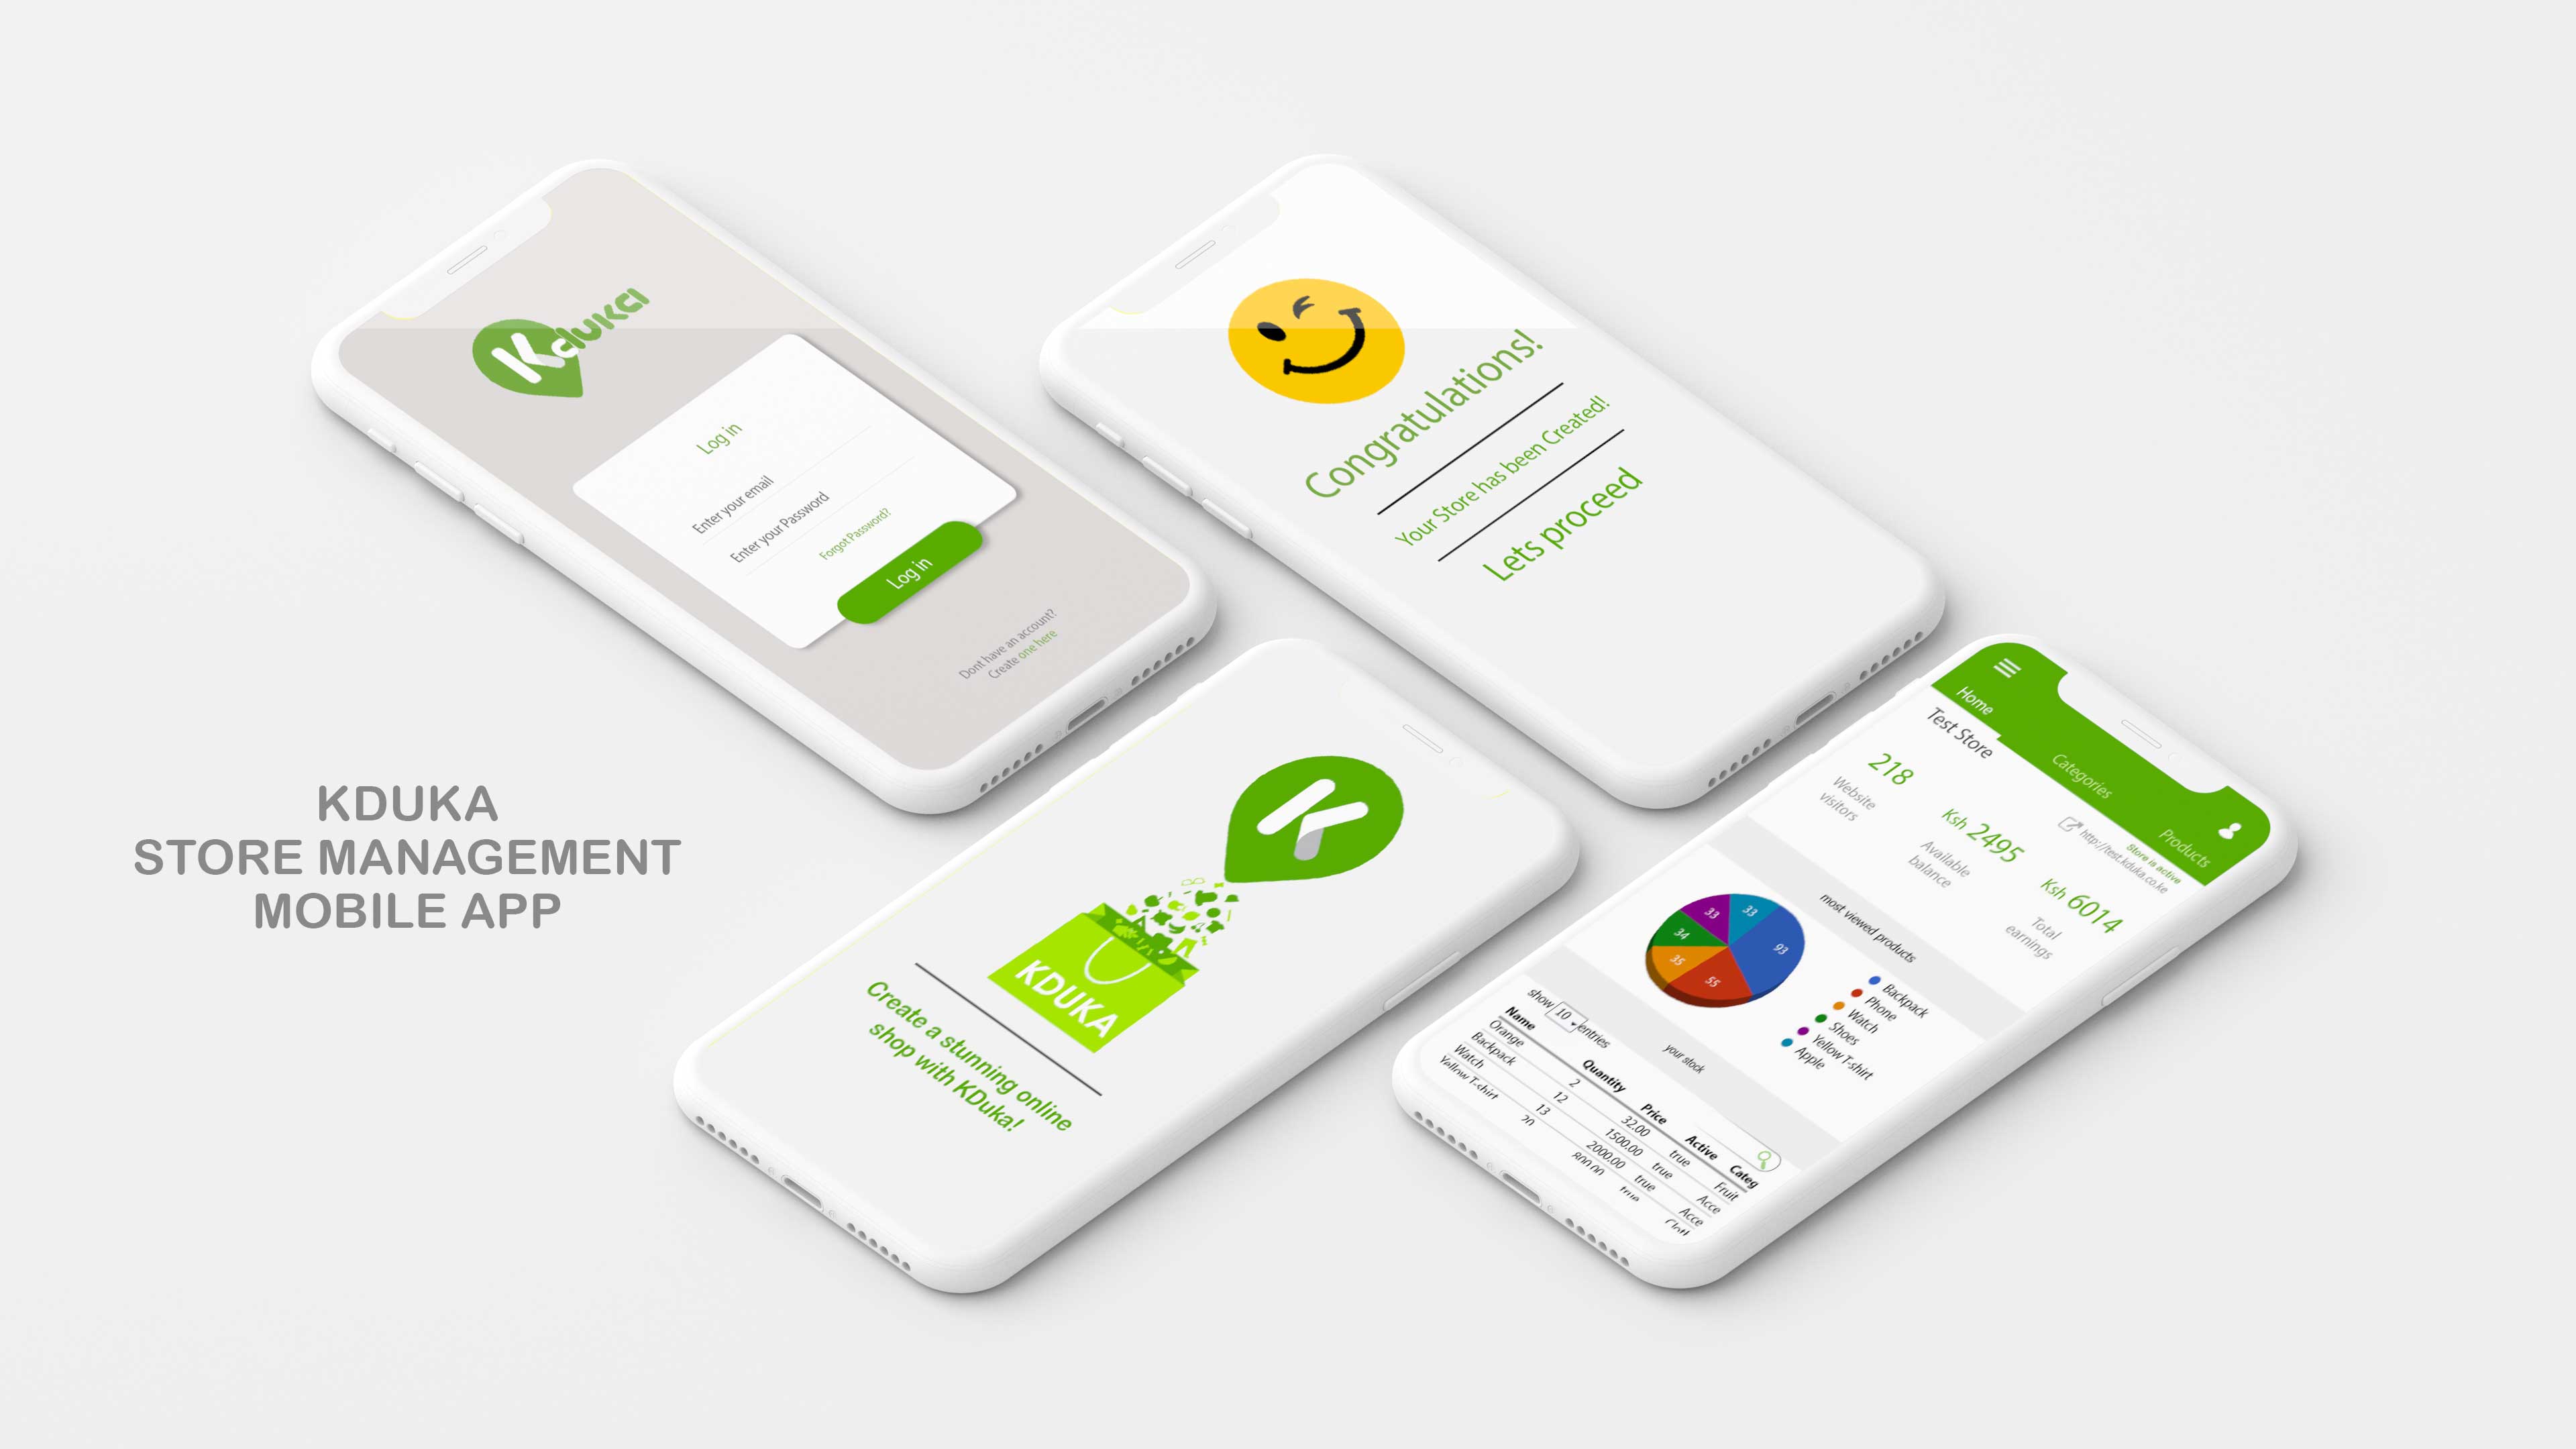 KDUKA
STORE MANAGEMENT
MOBILE APP
Kduka
Log in
Enter your email
Enter your Password
Forgot Password?
Log in
Dont have an account?
Create one here
Congratulations!
Your Store has been Created!
Lets proceed
K
KDUKA
Create a stunning online
shop with KDuka!
Home Categories Products
Test Store
Store is active
http://test.kduka.co.ke
218 Ksh 2495 Ksh 6014
Website visitors
Available balance
Total earnings
most viewed products
33 33 93 55 35 34
Backpack
Phone
Watch
Shoes
Yellow T-shirt
Apple
your stock
show 10 entries
Name Quantity Price Active Categ
Orange 2 32.00 true Fruit
Backpack 12 1500.00 true Acce
Watch 13 2000.00 true Acce
Yellow T-shirt 20 800.00 true Cloth